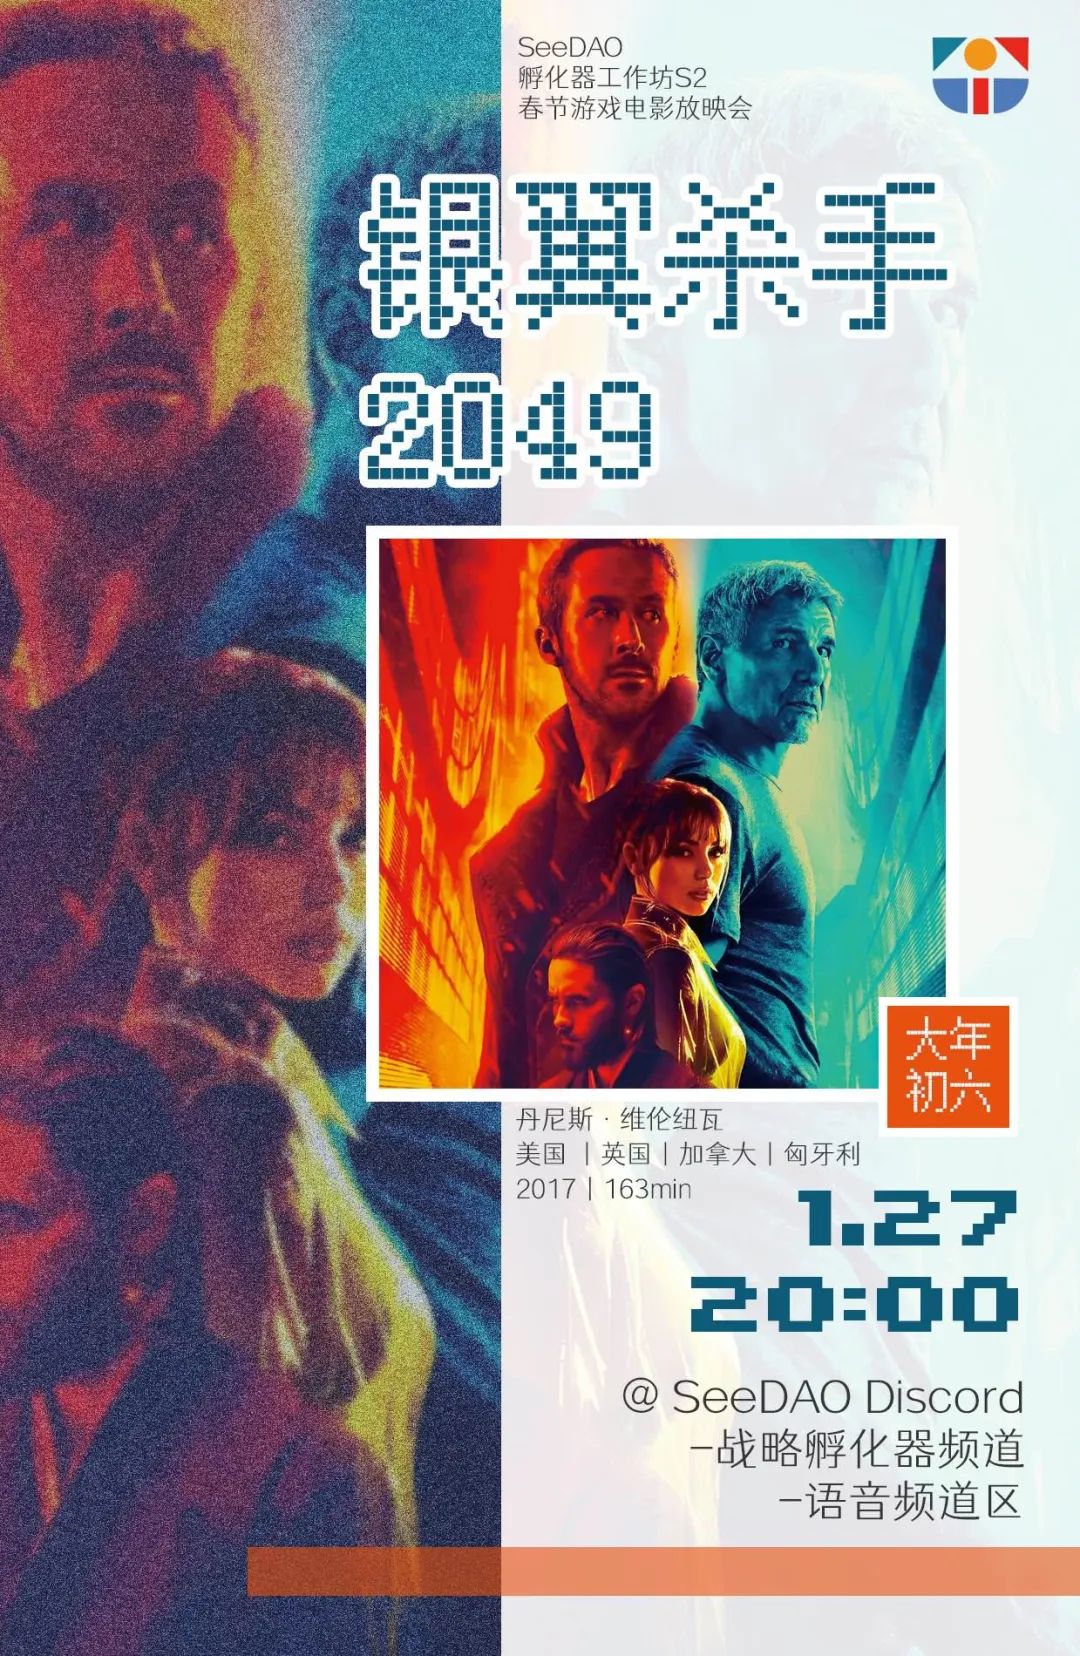 SeeDAO
孵化器工作坊S2
春节游戏电影放映会
银翼杀手
2049
大年
初六
丹尼斯·维伦纽瓦
美国 | 英国 | 加拿大 | 匈牙利
2017 | 163min
1.27
20:00
@ SeeDAO Discord
-战略孵化器频道
-语音频道区